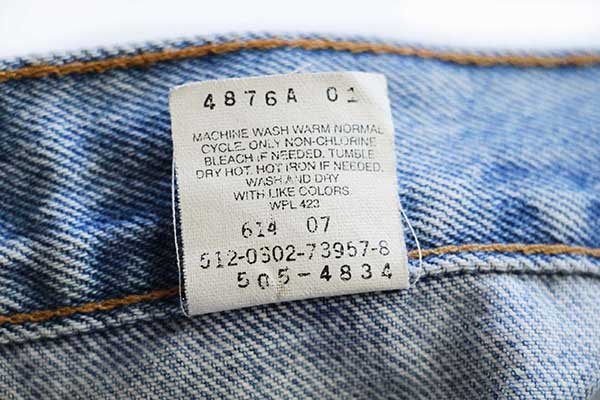 4876A 01
MACHINE WASH WARM NORMAL
CYCLE. ONLY NON-CHLORINE
BLEACH IF NEEDED. TUMBLE
DRY HOT. HOT IRON IF NEEDED.
WASH AND DRY
WITH LIKE COLORS
WPL 423
614 07
512-0302-73957-8
505-4834